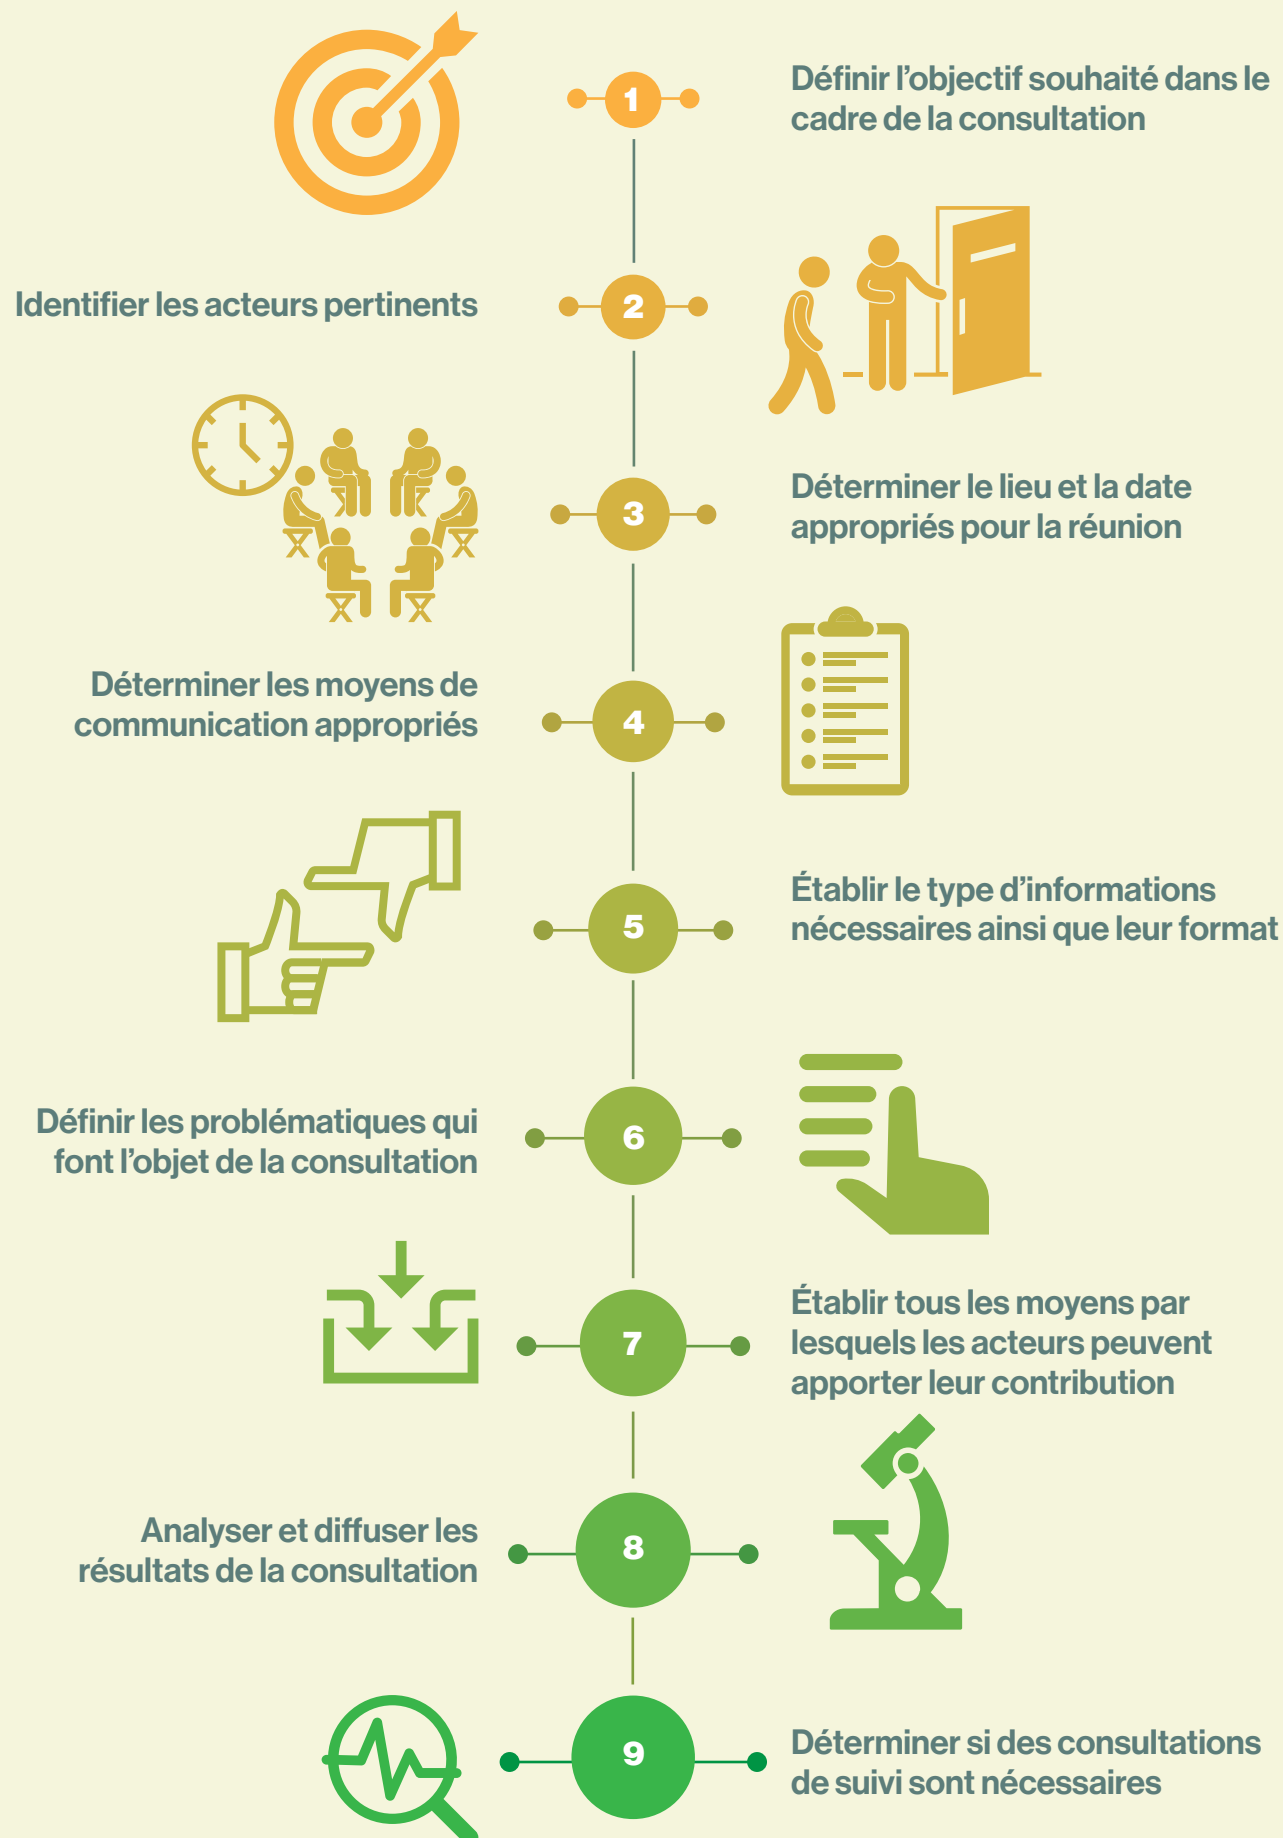 1
Définir l’objectif souhaité dans le
cadre de la consultation
Identifier les acteurs pertinents
2
3
Déterminer le lieu et la date
appropriés pour la réunion
Déterminer les moyens de
communication appropriés
4
5
Établir le type d’informations
nécessaires ainsi que leur format
Définir les problématiques qui
font l’objet de la consultation
6
7
Établir tous les moyens par
lesquels les acteurs peuvent
apporter leur contribution
Analyser et diffuser les
résultats de la consultation
8
9
Déterminer si des consultations
de suivi sont nécessaires